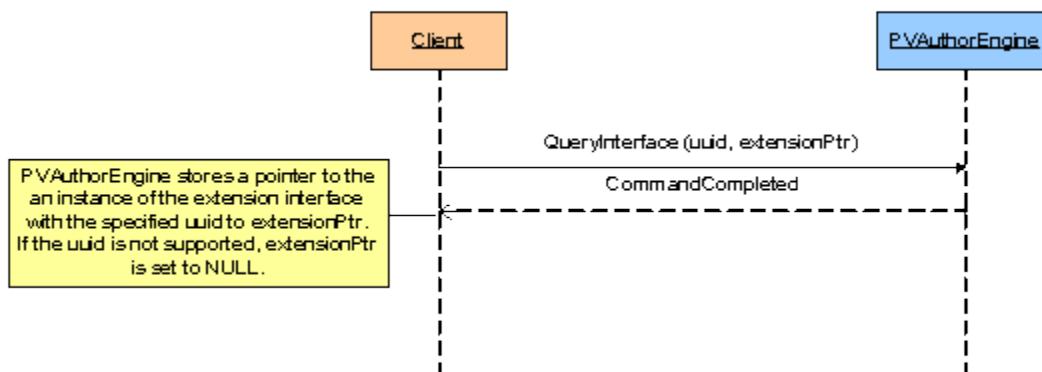 Client
PVAuthorEngine
QueryInterface (uuid, extensionPtr)
CommandCompleted
PVAuthorEngine stores a pointer to the
an instance of the extension interface
with the specified uuid to extensionPtr.
If the uuid is not supported, extensionPtr
is set to NULL.